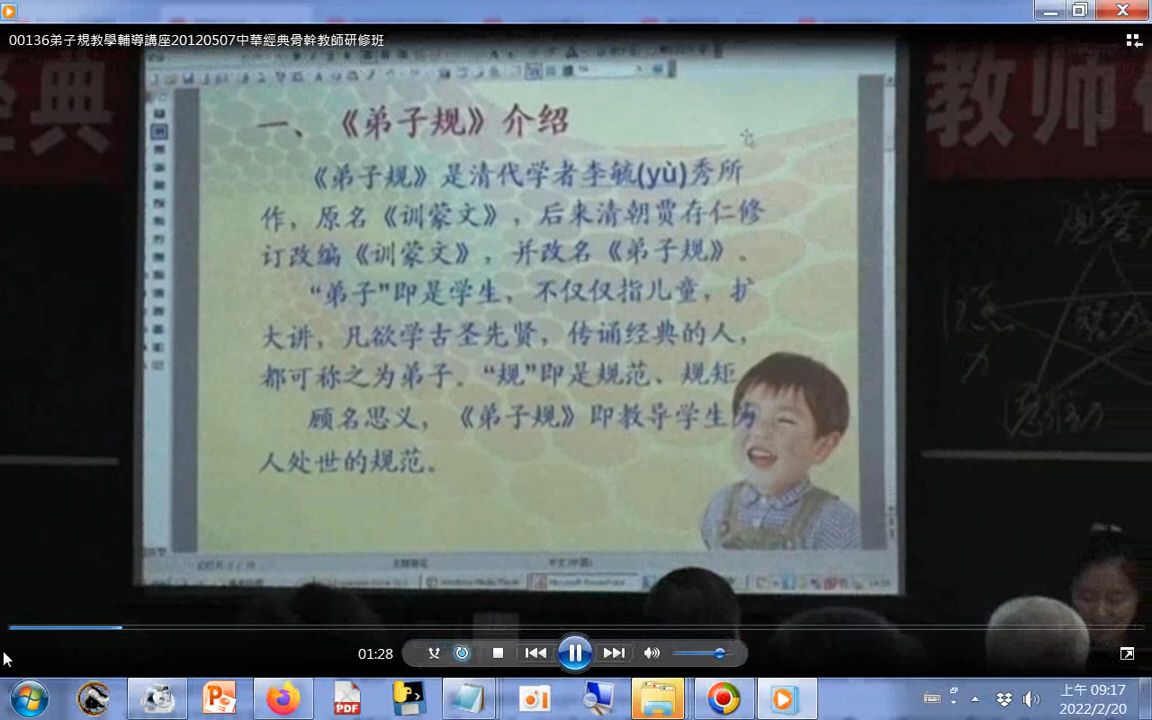 00136弟子規教學輔導講座20120507中華經典骨幹教師研修班
经典
教师
一、《弟子规》介绍
《弟子规》是清代学者李毓(yù)秀所
作，原名《训蒙文》，后来清朝贾存仁修
订改编《训蒙文》，并改名《弟子规》。
“弟子”即是学生，不仅仅指儿童，扩
大讲，凡欲学古圣先贤，传诵经典的人，
都可称之为弟子。“规”即是规范、规矩
顾名思义，《弟子规》即教导学生为
人处世的规范。
01:28
PDF
上午 09:17
2022/2/20